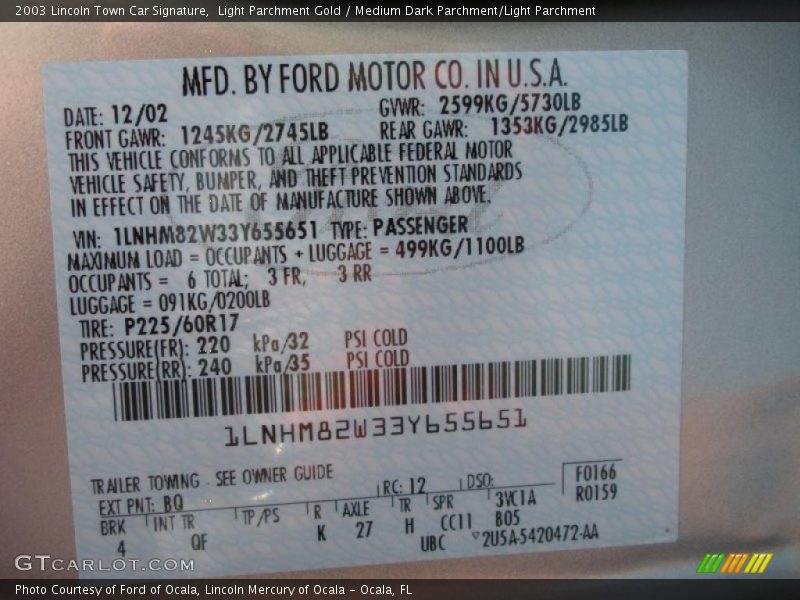 2003 Lincoln Town Car Signature,  Light Parchment Gold / Medium Dark Parchment/Light Parchment
MFD. BY FORD MOTOR CO. IN U.S.A.
DATE: 12/02 GVWR: 2599KG/5730LB
FRONT GAWR: 1245KG/2745LB REAR GAWR: 1353KG/2985LB
THIS VEHICLE CONFORMS TO ALL APPLICABLE FEDERAL MOTOR
VEHICLE SAFETY, BUMPER, AND THEFT PREVENTION STANDARDS
IN EFFECT ON THE DATE OF MANUFACTURE SHOWN ABOVE.
VIN: 1LNHM82W33Y655651 TYPE: PASSENGER
MAXIMUM LOAD = OCCUPANTS + LUGGAGE = 499KG/1100LB
OCCUPANTS = 6 TOTAL; 3 FR, 3 RR
LUGGAGE = 091KG/0200LB
TIRE: P225/60R17
PRESSURE(FR): 220 kPa/32 PSI COLD
PRESSURE(RR): 240 kPa/35 PSI COLD
1LNHM82W33Y655651
TRAILER TOWING - SEE OWNER GUIDE
EXT PNT: BQ RC: 12 DSO: F0166
BRK INT TR TP/PS R AXLE TR SPR 3VC1A R0159
4 QF K 27 H CC11 B05
UBC ▽2U5A-5420472-AA
GTCARLOT.COM
Photo Courtesy of Ford of Ocala, Lincoln Mercury of Ocala - Ocala, FL